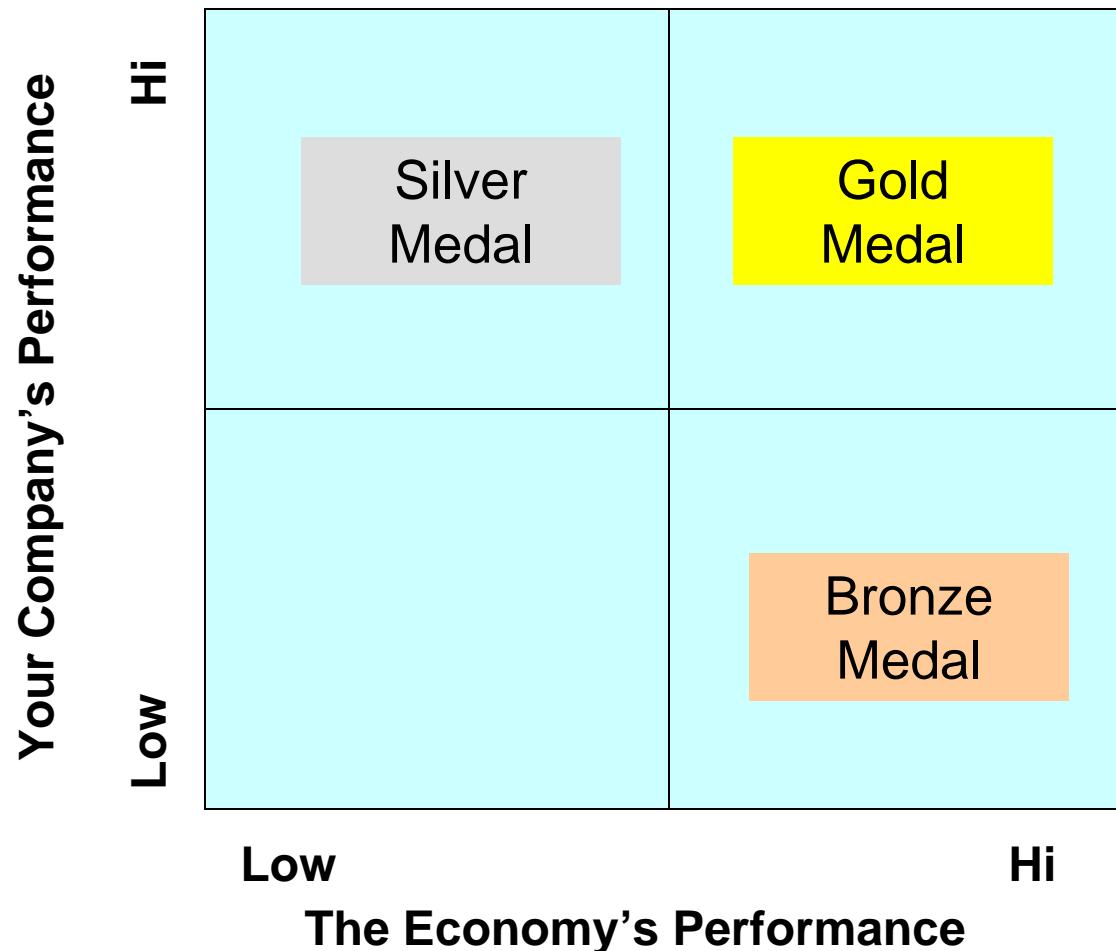 Your Company’s Performance
Hi
Low
Silver
Medal
Gold
Medal
Bronze
Medal
Low
Hi
The Economy’s Performance